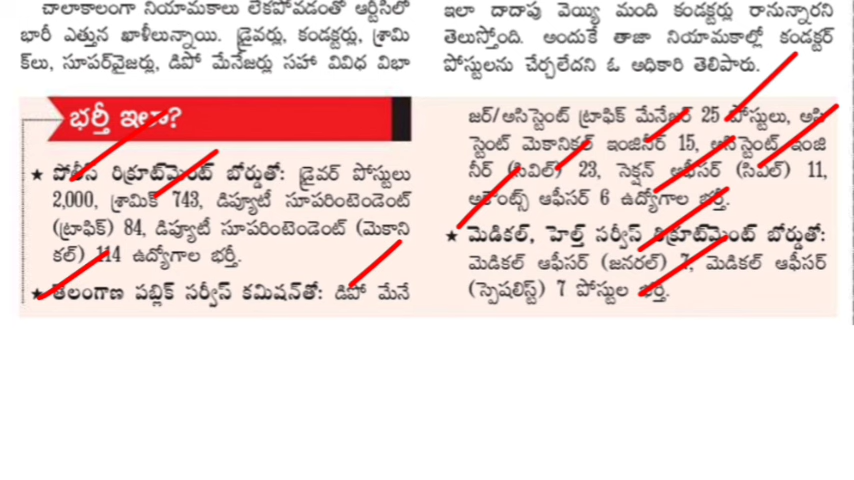 చాలాకాలంగా నియామకాలు లేకపోవడంతో ఆర్టీసీలో
భారీ ఎత్తున ఖాళీలున్నాయి. డ్రైవర్లు, కండక్టర్లు, శ్రామి
క్‌లు, సూపర్‌వైజర్లు, డిపో మేనేజర్లు సహా వివిధ విభా
భర్తీ ఇలా?
★ పోలీస్ రిక్రూట్‌మెంట్ బోర్డుతో: డ్రైవర్ పోస్టులు
2,000, శ్రామిక్ 743, డిప్యూటీ సూపరింటెండెంట్
(ట్రాఫిక్) 84, డిప్యూటీ సూపరింటెండెంట్ (మెకాని
కల్) 114 ఉద్యోగాల భర్తీ.
★ తెలంగాణ పబ్లిక్ సర్వీస్ కమిషన్‌తో: డిపో మేనే
ఇలా దాదాపు వెయ్యి మంది కండక్టర్లు రానున్నారని
తెలుస్తోంది. అందుకే తాజా నియామకాల్లో కండక్టర్
పోస్టులను చేర్చలేదని ఓ అధికారి తెలిపారు.
జర్/అసిస్టెంట్ ట్రాఫిక్ మేనేజర్ 25 పోస్టులు, అసి
స్టెంట్ మెకానికల్ ఇంజినీర్ 15, అసిస్టెంట్ ఇంజి
నీర్ (సివిల్) 23, సెక్షన్ ఆఫీసర్ (సివిల్) 11,
అకౌంట్స్ ఆఫీసర్ 6 ఉద్యోగాల భర్తీ.
★ మెడికల్, హెల్త్ సర్వీస్ రిక్రూట్‌మెంట్ బోర్డుతో:
మెడికల్ ఆఫీసర్ (జనరల్) 7, మెడికల్ ఆఫీసర్
(స్పెషలిస్ట్) 7 పోస్టుల భర్తీ.